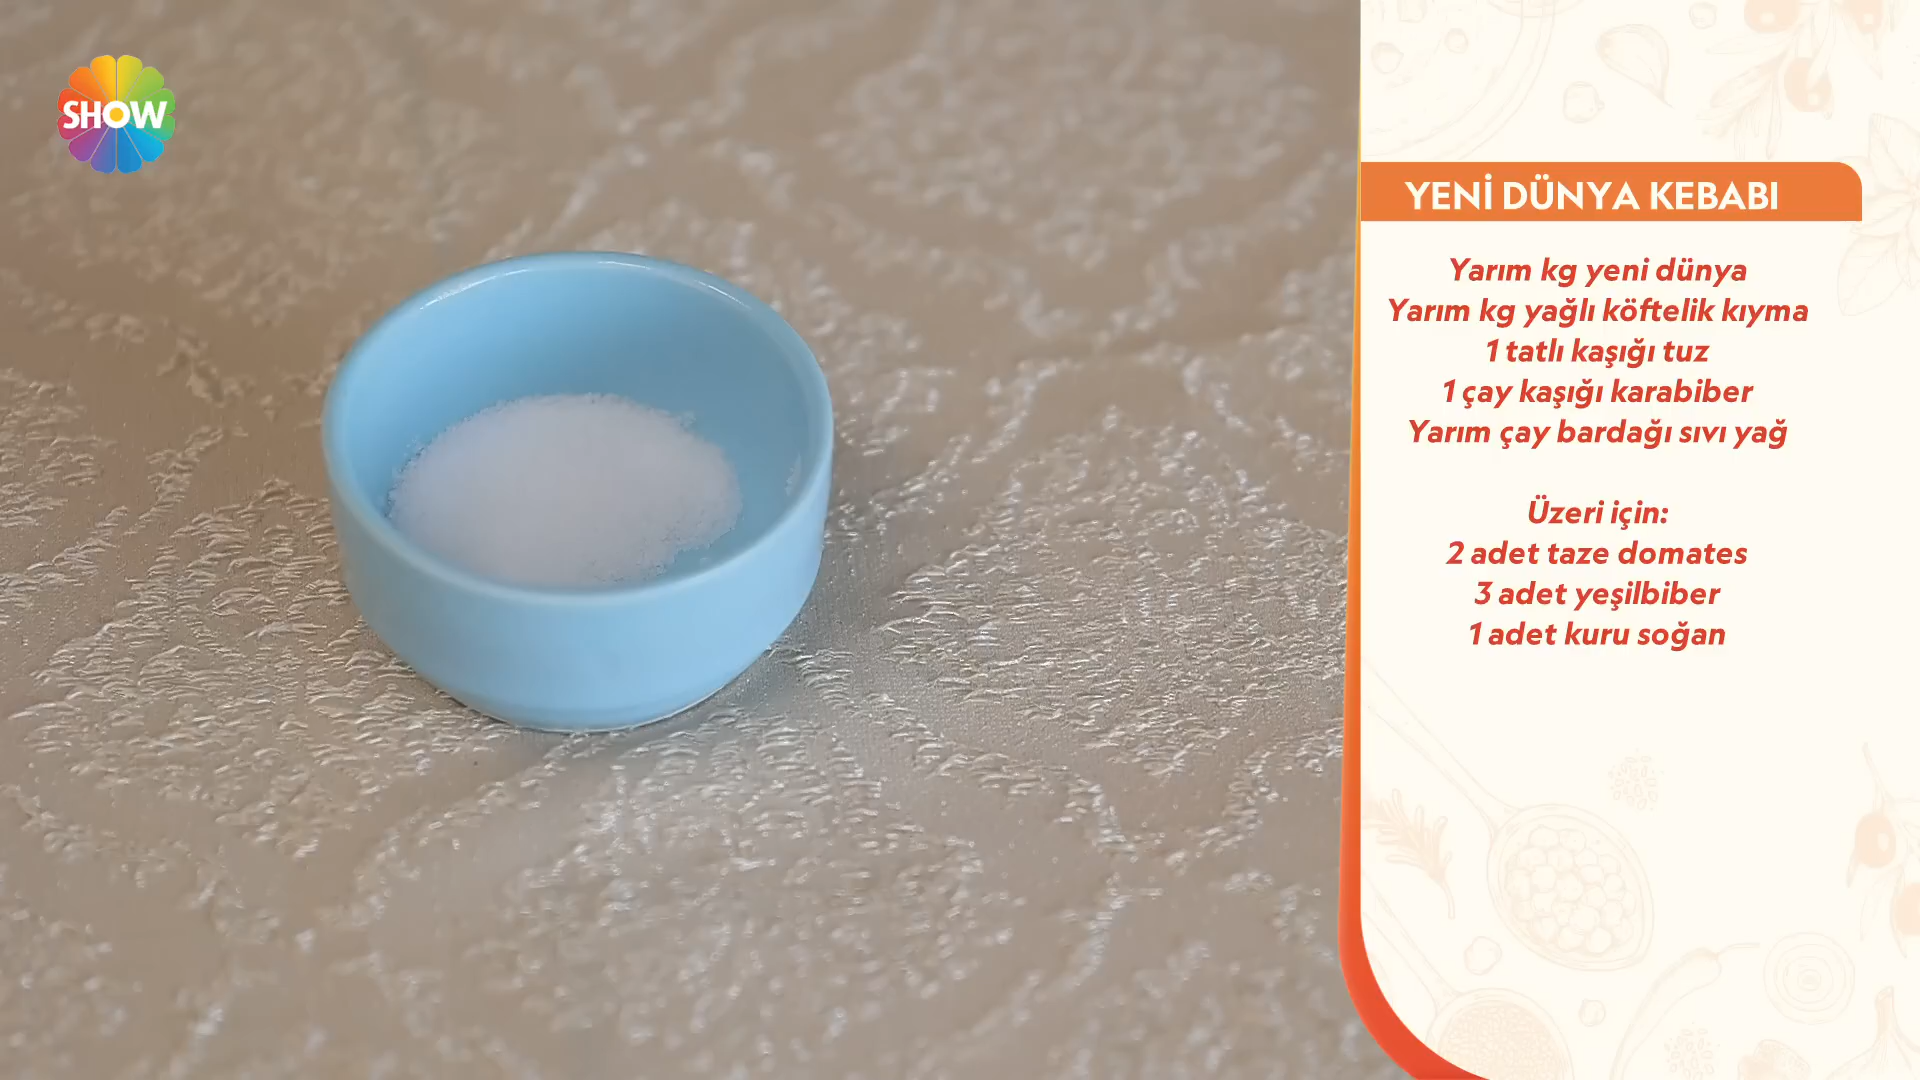 SHOW
YENİ DÜNYA KEBABI
Yarım kg yeni dünya
Yarım kg yağlı köftelik kıyma
1 tatlı kaşığı tuz
1 çay kaşığı karabiber
Yarım çay bardağı sıvı yağ
Üzeri için:
2 adet taze domates
3 adet yeşilbiber
1 adet kuru soğan